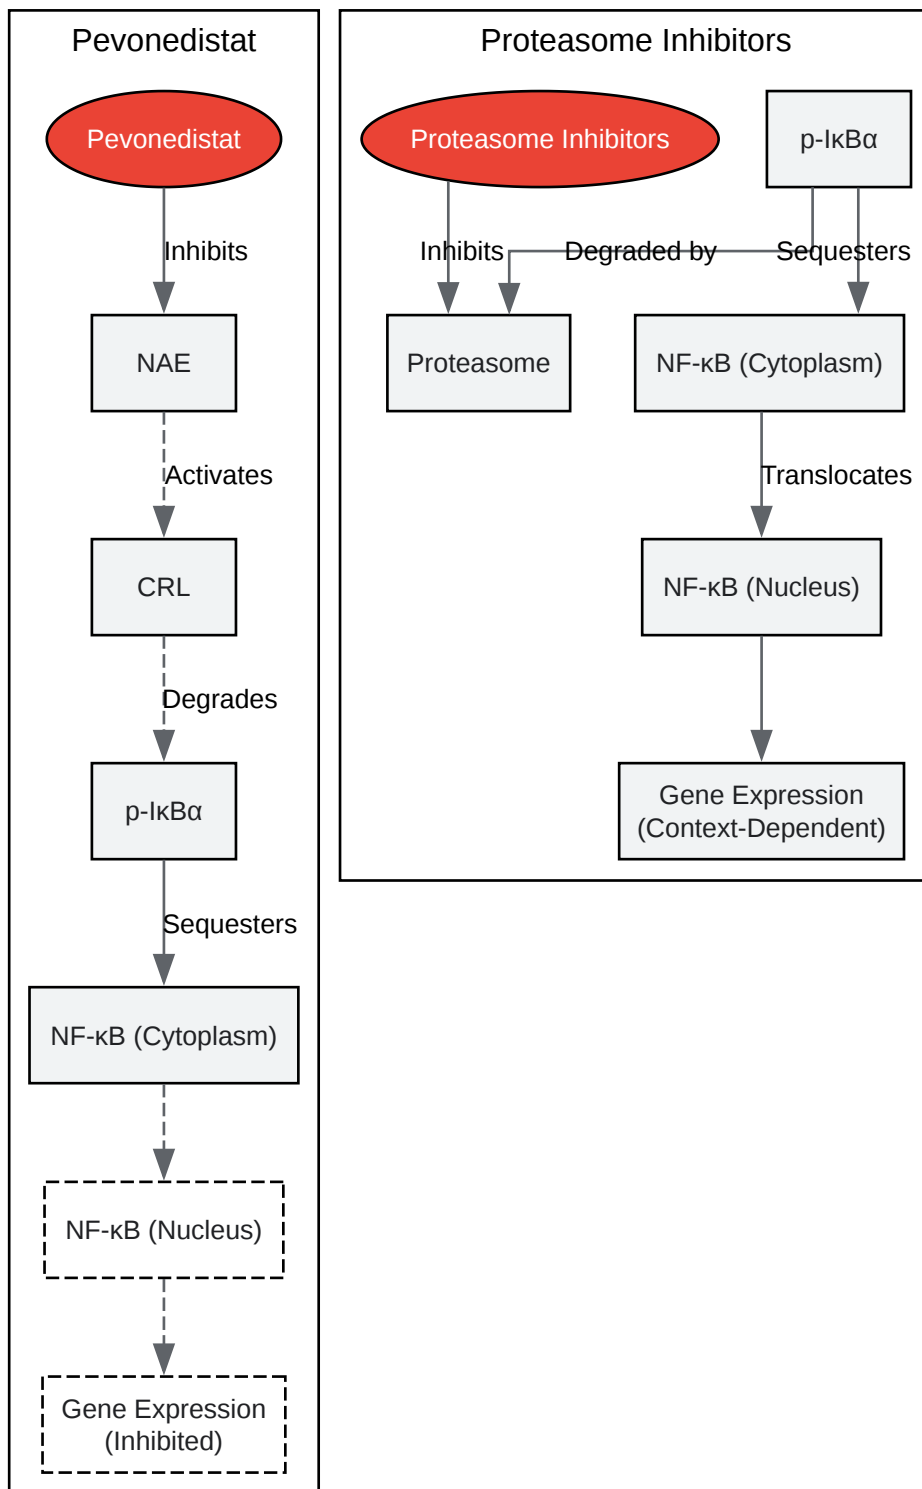 Pevonedistat
Pevonedistat
Inhibits
NAE
Activates
CRL
Degrades
p-IκBα
Sequesters
NF-κB (Cytoplasm)
NF-κB (Nucleus)
Gene Expression
(Inhibited)
Proteasome Inhibitors
Proteasome Inhibitors
p-IκBα
Inhibits
Degraded by
Sequesters
Proteasome
NF-κB (Cytoplasm)
Translocates
NF-κB (Nucleus)
Gene Expression
(Context-Dependent)